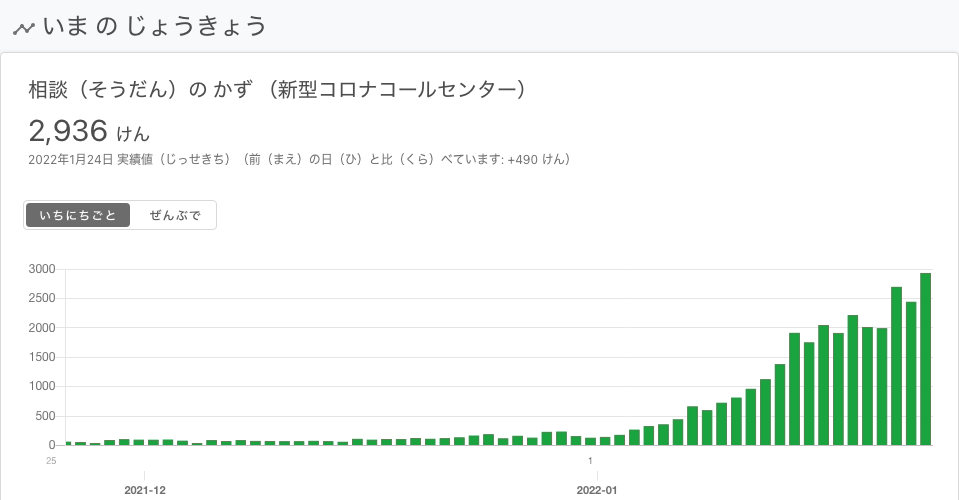 いま の じょうきょう
相談（そうだん）の かず （新型コロナコールセンター）
2,936 けん
2022年1月24日 実績値（じっせきち）（前（まえ）の日（ひ）と比（くら）べています: +490 けん）
いちにちごと ぜんぶで
3000
2500
2000
1500
1000
500
0
25 1
2021-12 2022-01